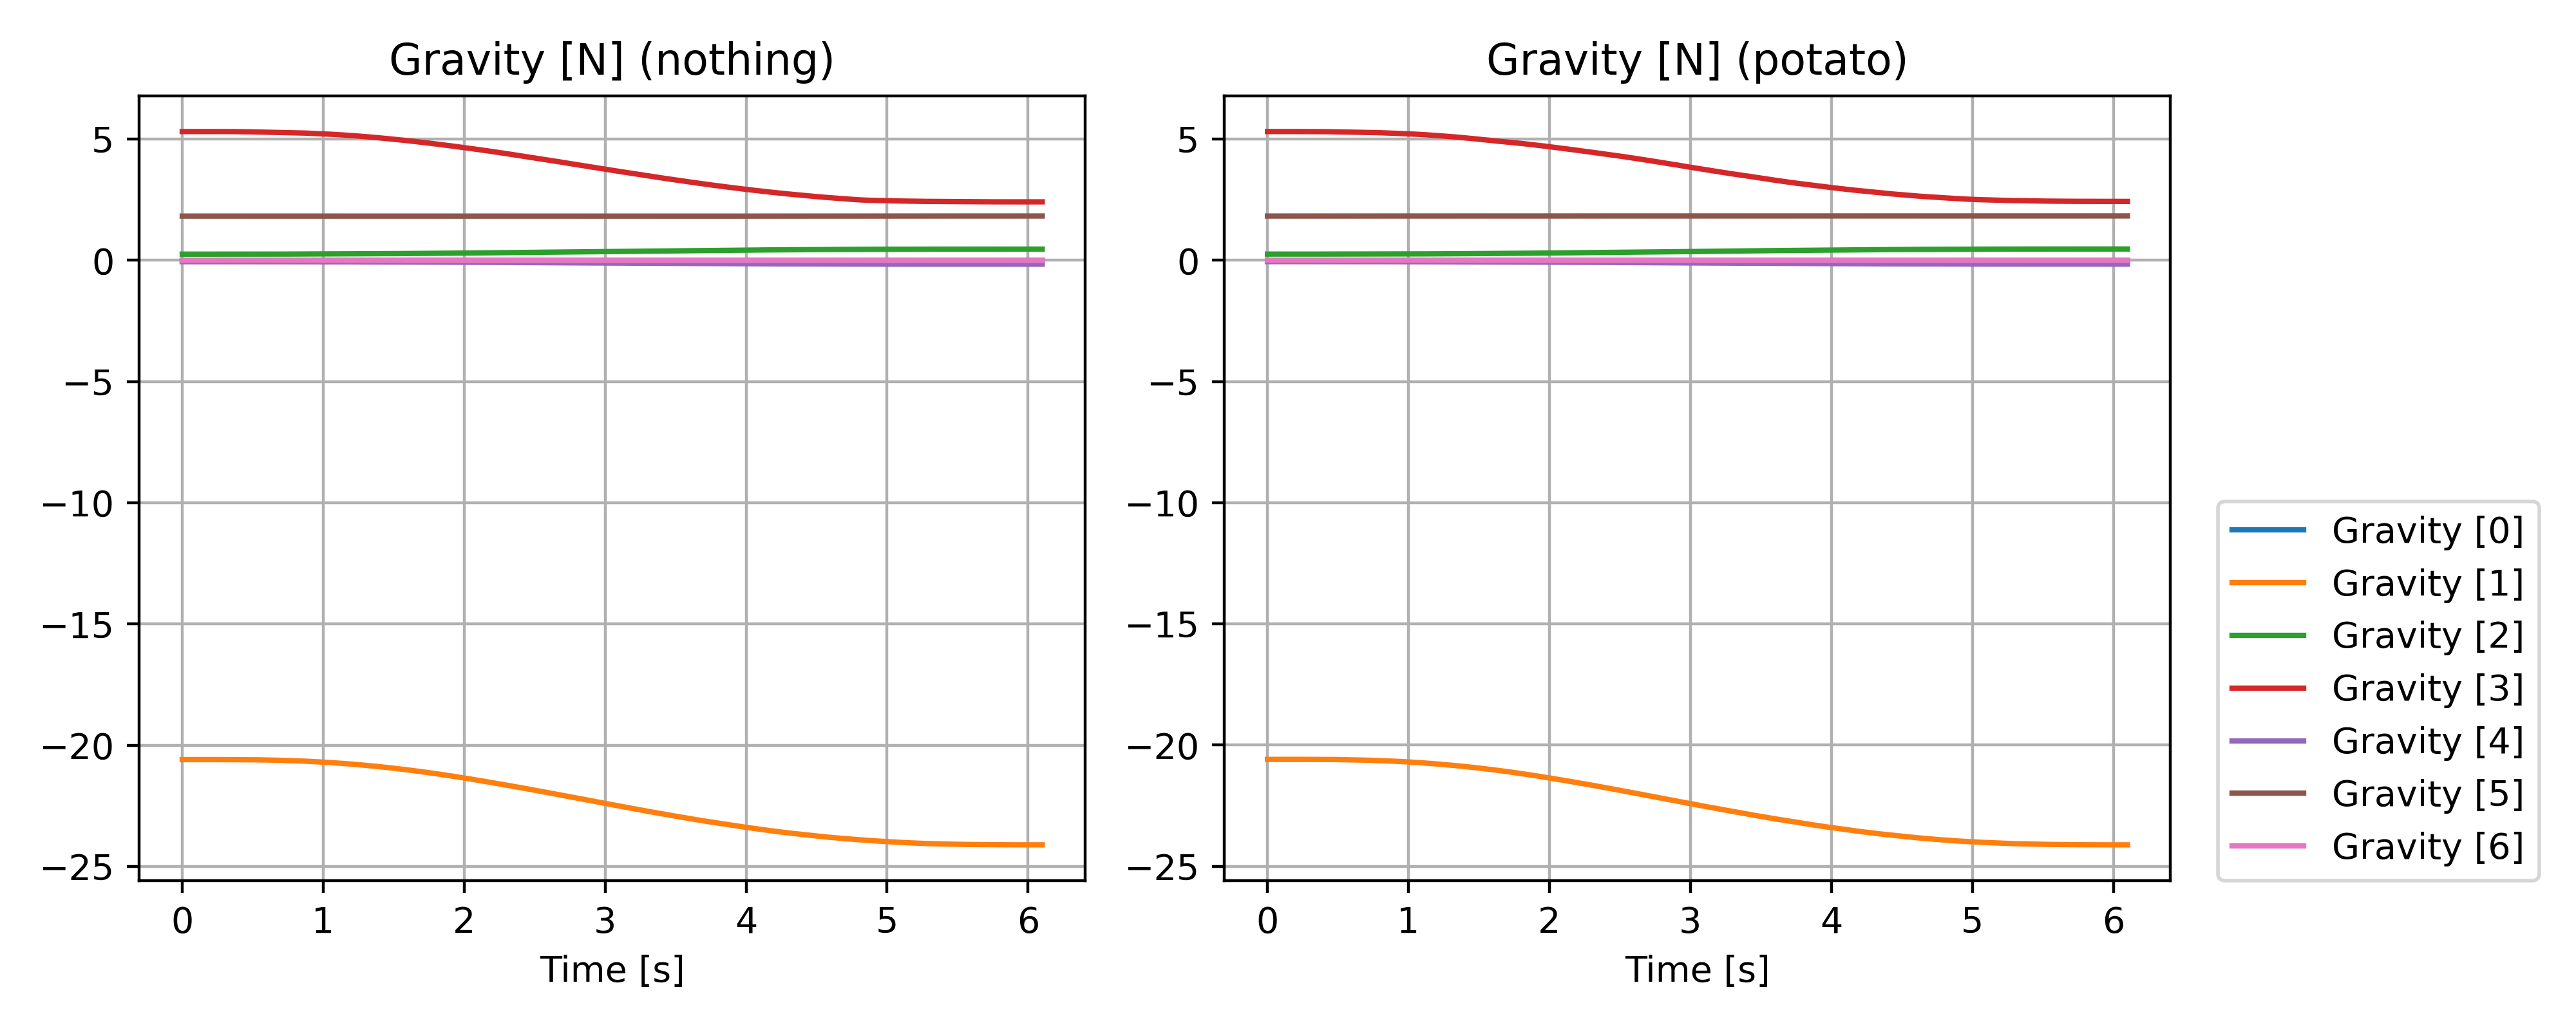 Gravity [N] (nothing)
5
0
−5
−10
−15
−20
−25
0 1 2 3 4 5 6
Time [s]
Gravity [N] (potato)
5
0
−5
−10
−15
−20
−25
0 1 2 3 4 5 6
Time [s]
Gravity [0]
Gravity [1]
Gravity [2]
Gravity [3]
Gravity [4]
Gravity [5]
Gravity [6]